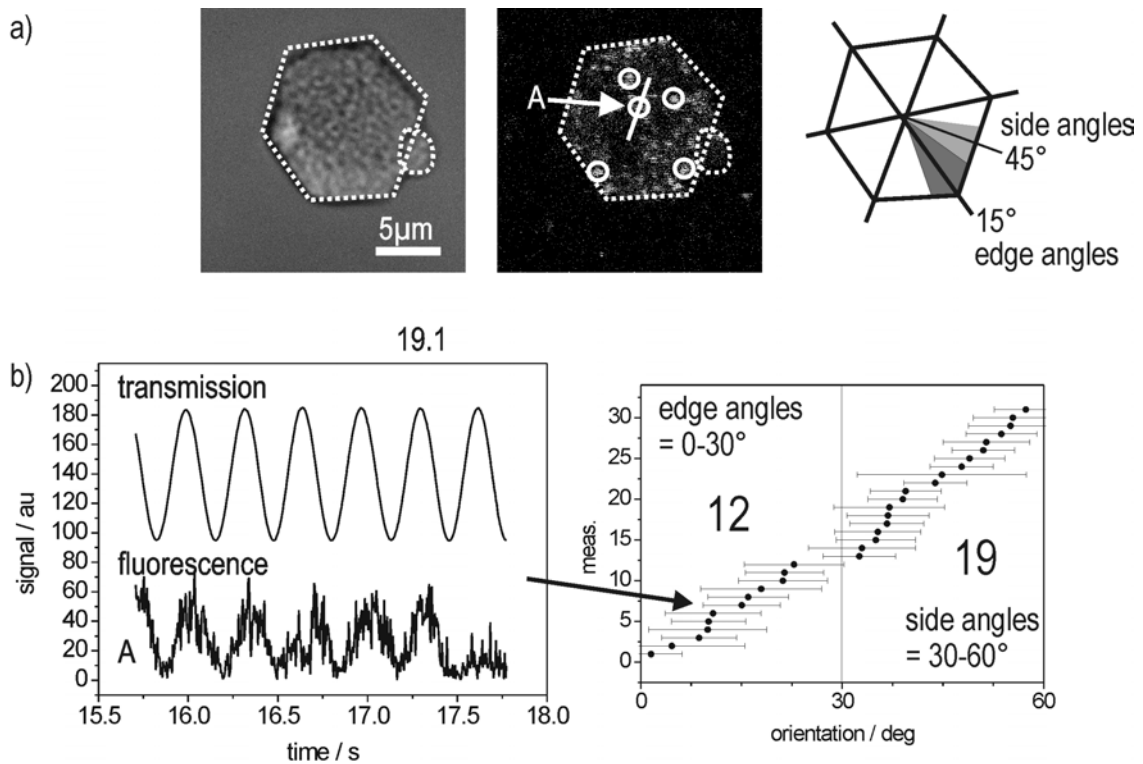 a)
A
5µm
side angles
45°
15°
edge angles
19.1
b)
200
180
160
140
120
100
80
60
40
20
0
signal / au
transmission
fluorescence
A
15.5
16.0
16.5
17.0
17.5
18.0
time / s
30
25
20
15
10
5
0
meas.
edge angles
= 0-30°
12
19
side angles
= 30-60°
0
30
60
orientation / deg